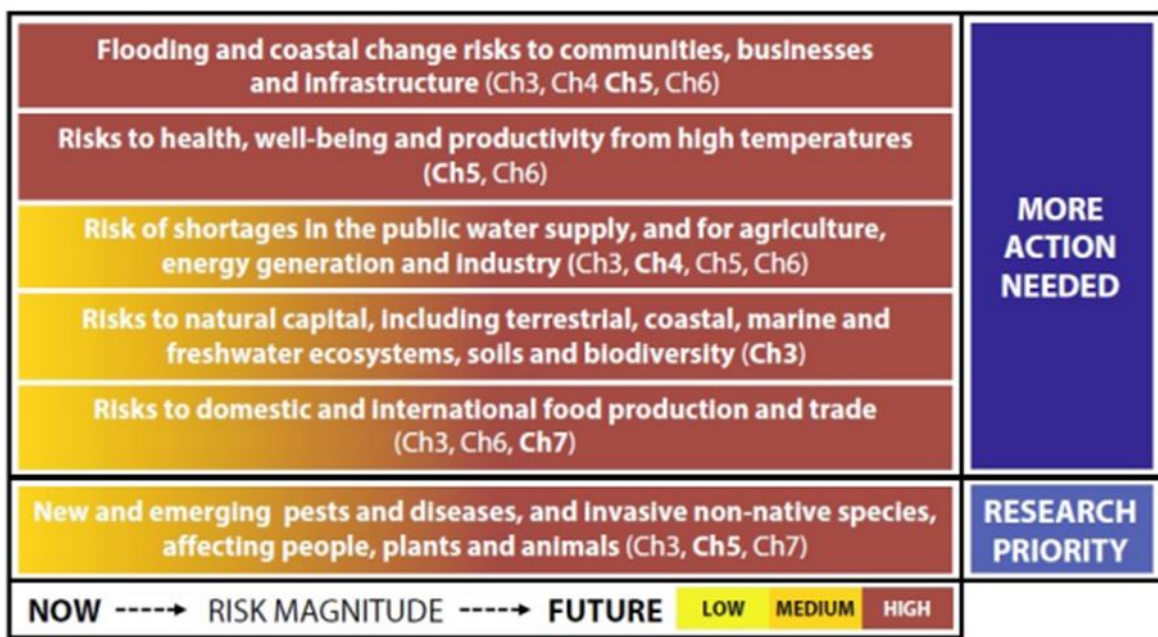 Flooding and coastal change risks to communities, businesses
and infrastructure (Ch3, Ch4 Ch5, Ch6)
Risks to health, well-being and productivity from high temperatures
(Ch5, Ch6)
Risk of shortages in the public water supply, and for agriculture,
energy generation and industry (Ch3, Ch4, Ch5, Ch6)
Risks to natural capital, including terrestrial, coastal, marine and
freshwater ecosystems, soils and biodiversity (Ch3)
Risks to domestic and international food production and trade
(Ch3, Ch6, Ch7)
MORE
ACTION
NEEDED
New and emerging pests and diseases, and invasive non-native species,
affecting people, plants and animals (Ch3, Ch5, Ch7)
RESEARCH
PRIORITY
NOW ----→ RISK MAGNITUDE ----→ FUTURE LOW MEDIUM HIGH